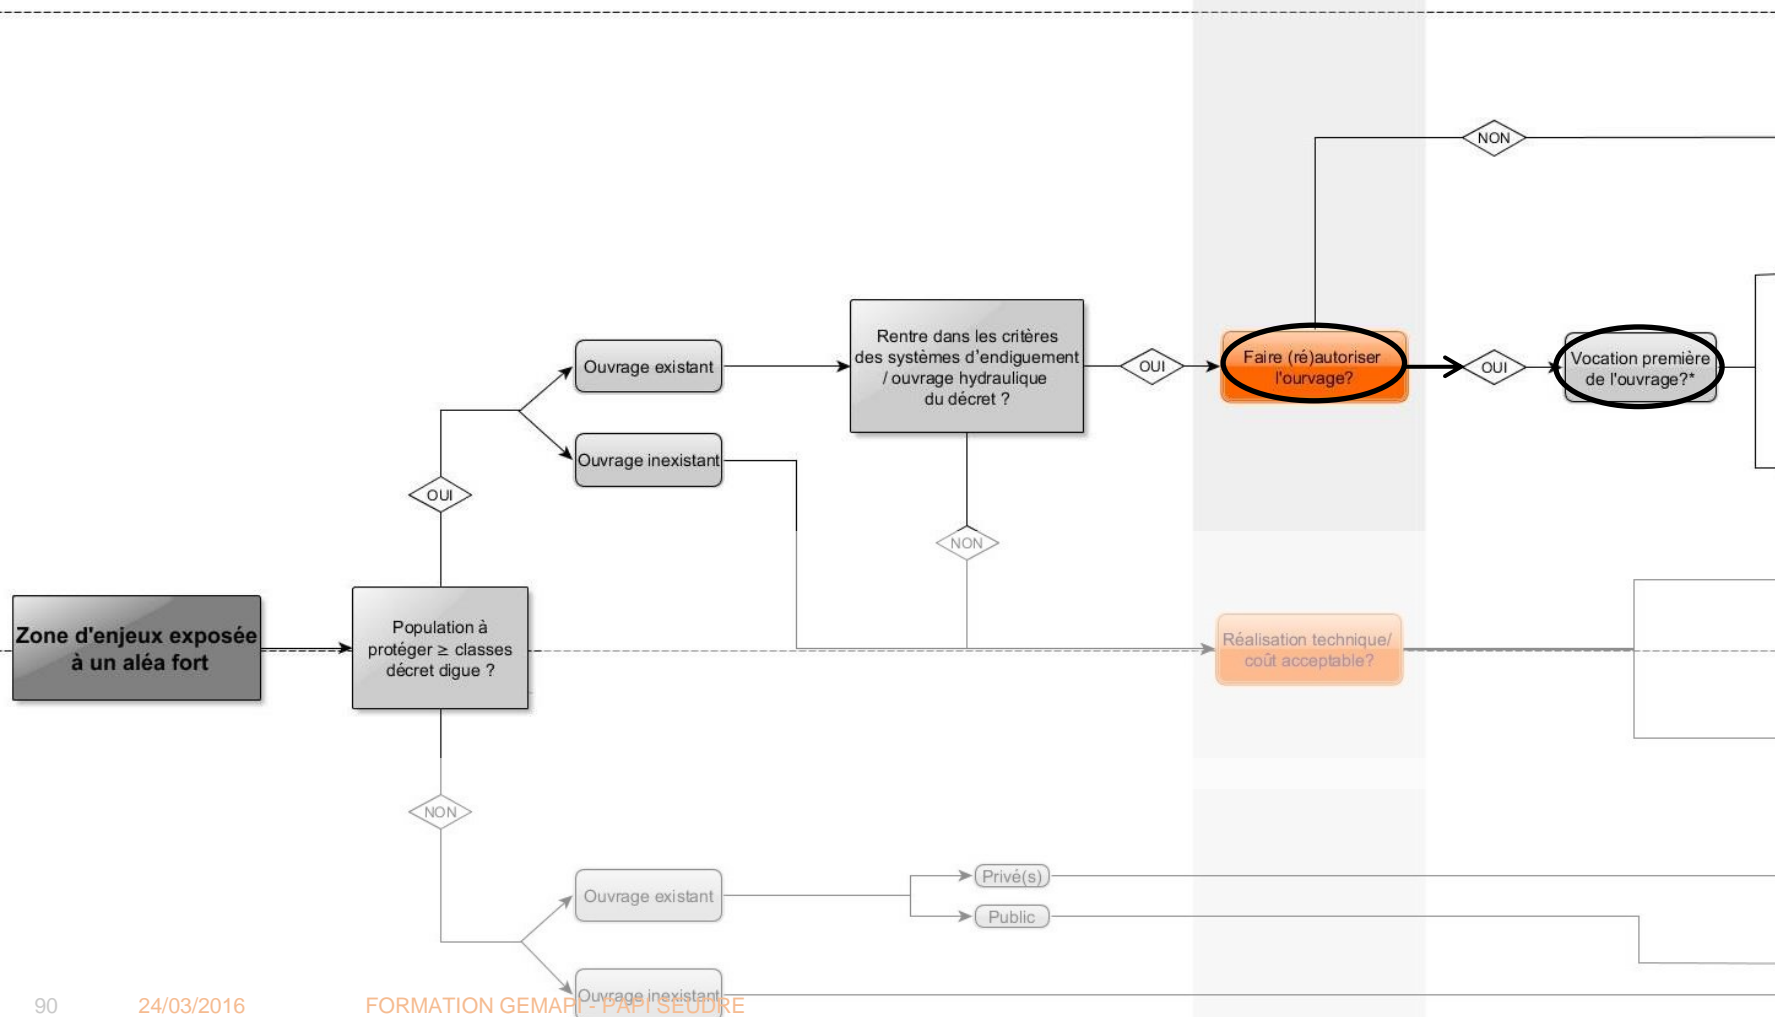 NON
Rentre dans les critères
des systèmes d'endiguement
/ ouvrage hydraulique
du décret ?
Ouvrage existant
OUI
Faire (ré)autoriser
l'ourvage?
OUI
Vocation première
de l'ouvrage?*
Ouvrage inexistant
OUI
NON
Zone d'enjeux exposée
à un aléa fort
Population à
protéger ≥ classes
décret digue ?
Réalisation technique/
coût acceptable?
NON
Ouvrage existant
Privé(s)
Public
Ouvrage inexistant
90
24/03/2016
FORMATION GEMAPI - PAPI SEUDRE